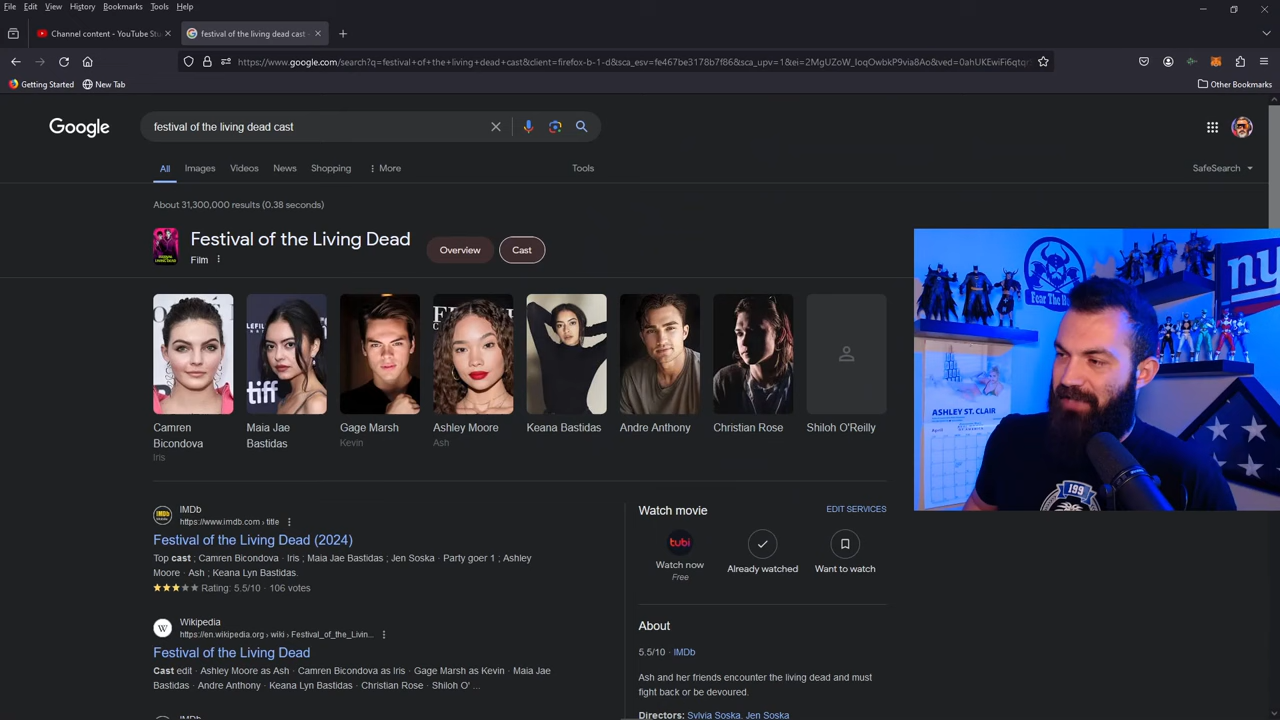 File Edit View History Bookmarks Tools Help
Channel content - YouTube Stu
festival of the living dead cast -
https://www.google.com/search?q=festival+of+the+living+dead+cast&client=firefox-b-1-d&sca_esv=fe467be3178b7f86&sca_upv=1&ei=2MgUZoW_IoqOwbkP9via8Ao&ved=0ahUKEwiFi6qtqr
Getting Started
New Tab
Other Bookmarks
Google
festival of the living dead cast
All Images Videos News Shopping More Tools SafeSearch
About 31,300,000 results (0.38 seconds)
Festival of the Living Dead
Film
Overview
Cast
Camren Bicondova
Iris
Maia Jae Bastidas
Gage Marsh
Kevin
Ashley Moore
Ash
Keana Bastidas
Andre Anthony
Christian Rose
Shiloh O'Reilly
IMDb
https://www.imdb.com › title
Festival of the Living Dead (2024)
Top cast ; Camren Bicondova · Iris ; Maia Jae Bastidas ; Jen Soska · Party goer 1 ; Ashley
Moore · Ash ; Keana Lyn Bastidas.
Rating: 5.5/10 · 106 votes
Wikipedia
https://en.wikipedia.org › wiki › Festival_of_the_Livin...
Festival of the Living Dead
Cast edit · Ashley Moore as Ash · Camren Bicondova as Iris · Gage Marsh as Kevin · Maia Jae
Bastidas · Andre Anthony · Keana Lyn Bastidas · Christian Rose · Shiloh O' ...
Watch movie
EDIT SERVICES
tubi
Watch now
Free
Already watched
Want to watch
About
5.5/10 · IMDb
Ash and her friends encounter the living dead and must
fight back or be devoured.
Directors: Sylvia Soska, Jen Soska
tiff
Fear The B
ny
ASHLEY ST. CLAIR
199